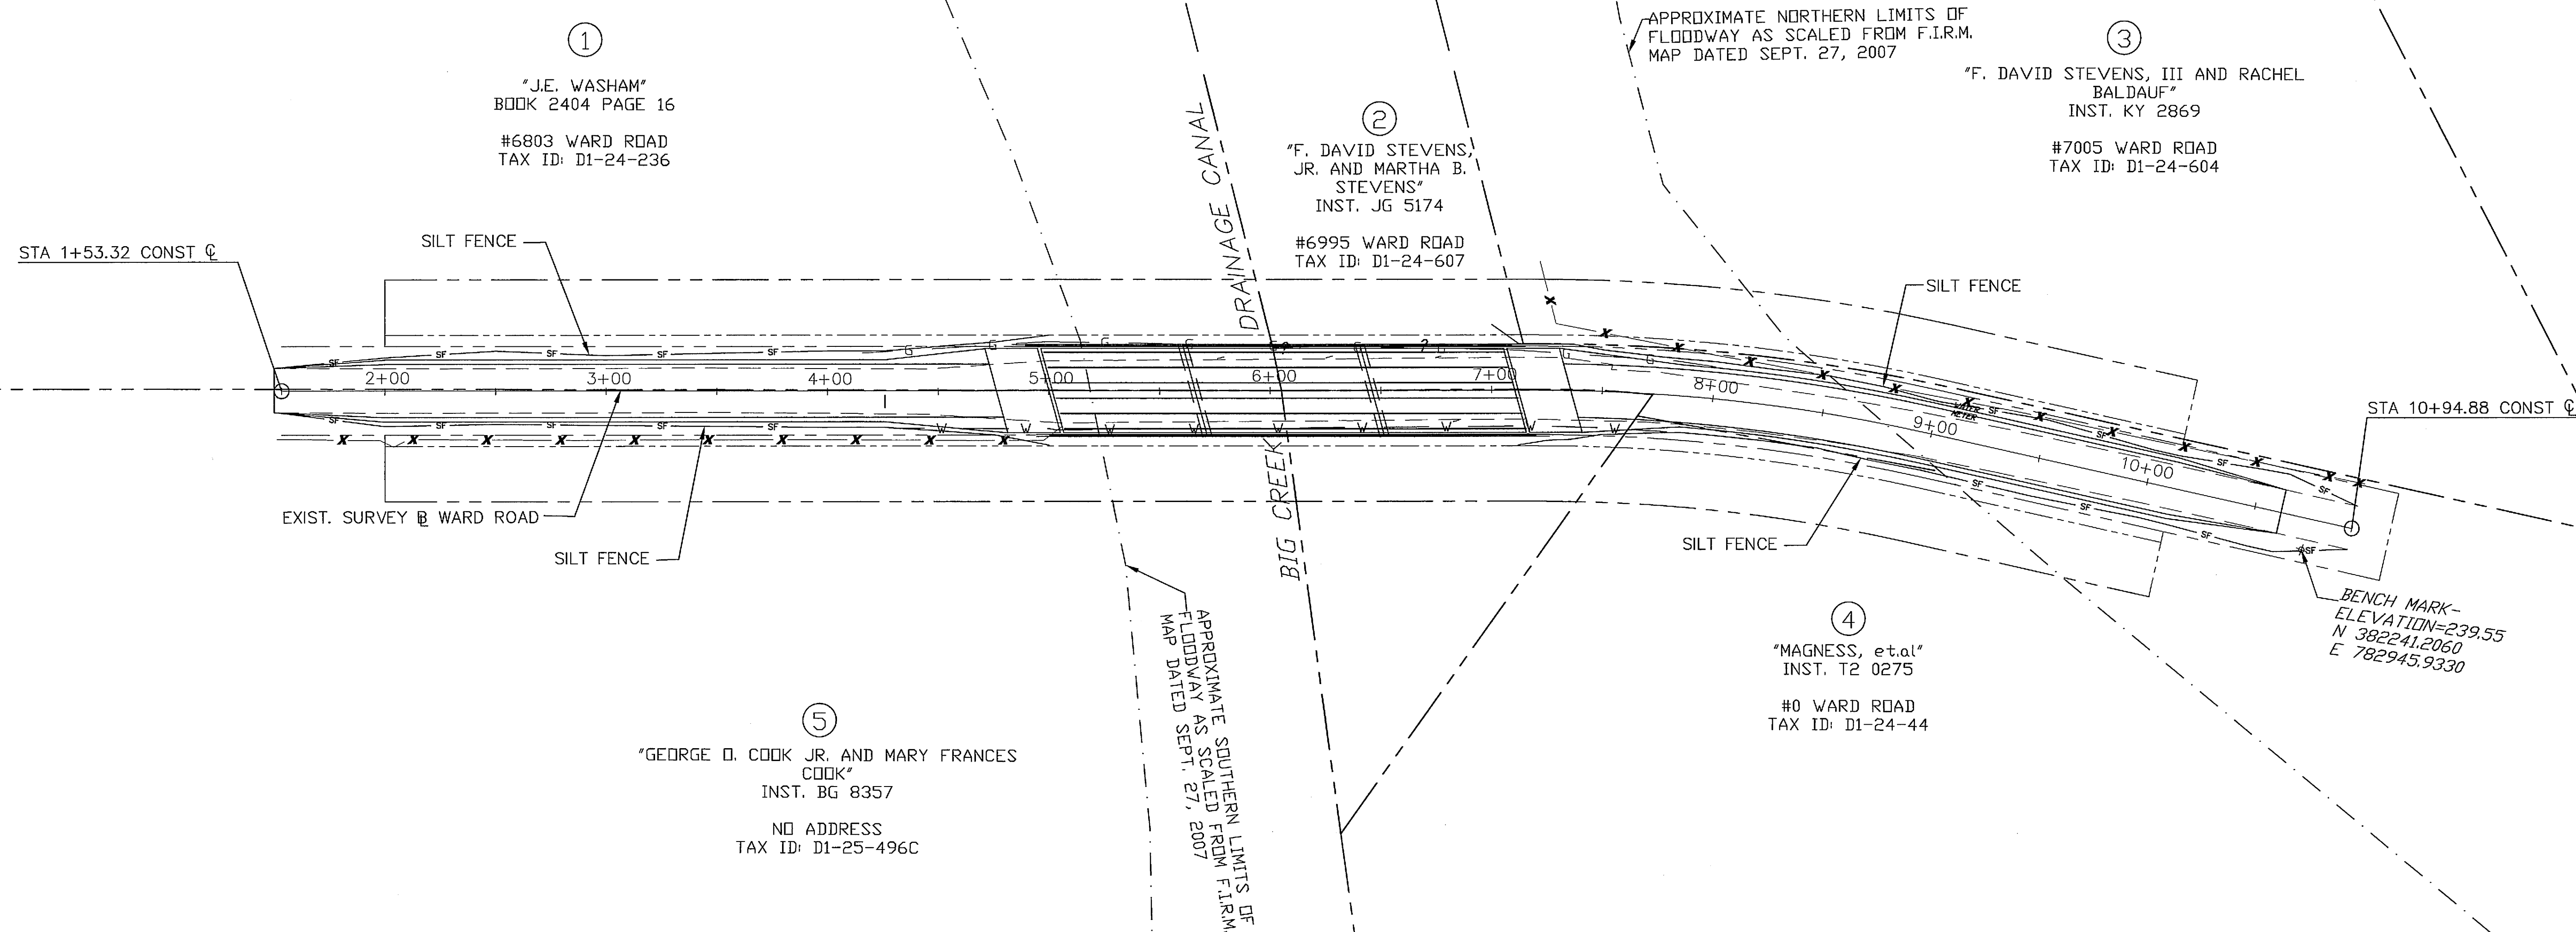 1
"J.E. WASHAM"
BOOK 2404 PAGE 16
#6803 WARD ROAD
TAX ID: D1-24-236
APPROXIMATE NORTHERN LIMITS OF
FLOODWAY AS SCALED FROM F.I.R.M.
MAP DATED SEPT. 27, 2007
3
"F. DAVID STEVENS, III AND RACHEL
BALDAUF"
INST. KY 2869
#7005 WARD ROAD
TAX ID: D1-24-604
2
"F. DAVID STEVENS,
JR. AND MARTHA B.
STEVENS"
INST. JG 5174
#6995 WARD ROAD
TAX ID: D1-24-607
DRAINAGE CANAL
STA 1+53.32 CONST ℄
SILT FENCE
SILT FENCE
2+00
3+00
4+00
5+00
6+00
7+00
8+00
9+00
10+00
WATER
METER
STA 10+94.88 CONST ℄
EXIST. SURVEY BL WARD ROAD
SILT FENCE
BIG CREEK
SILT FENCE
BENCH MARK-
ELEVATION=239.55
N 382241.2060
E 782945.9330
APPROXIMATE SOUTHERN LIMITS OF
FLOODWAY AS SCALED FROM F.I.R.M.
MAP DATED SEPT. 27, 2007
4
"MAGNESS, et.al"
INST. T2 0275
#0 WARD ROAD
TAX ID: D1-24-44
5
"GEORGE O. COOK JR. AND MARY FRANCES
COOK"
INST. BG 8357
NO ADDRESS
TAX ID: D1-25-496C